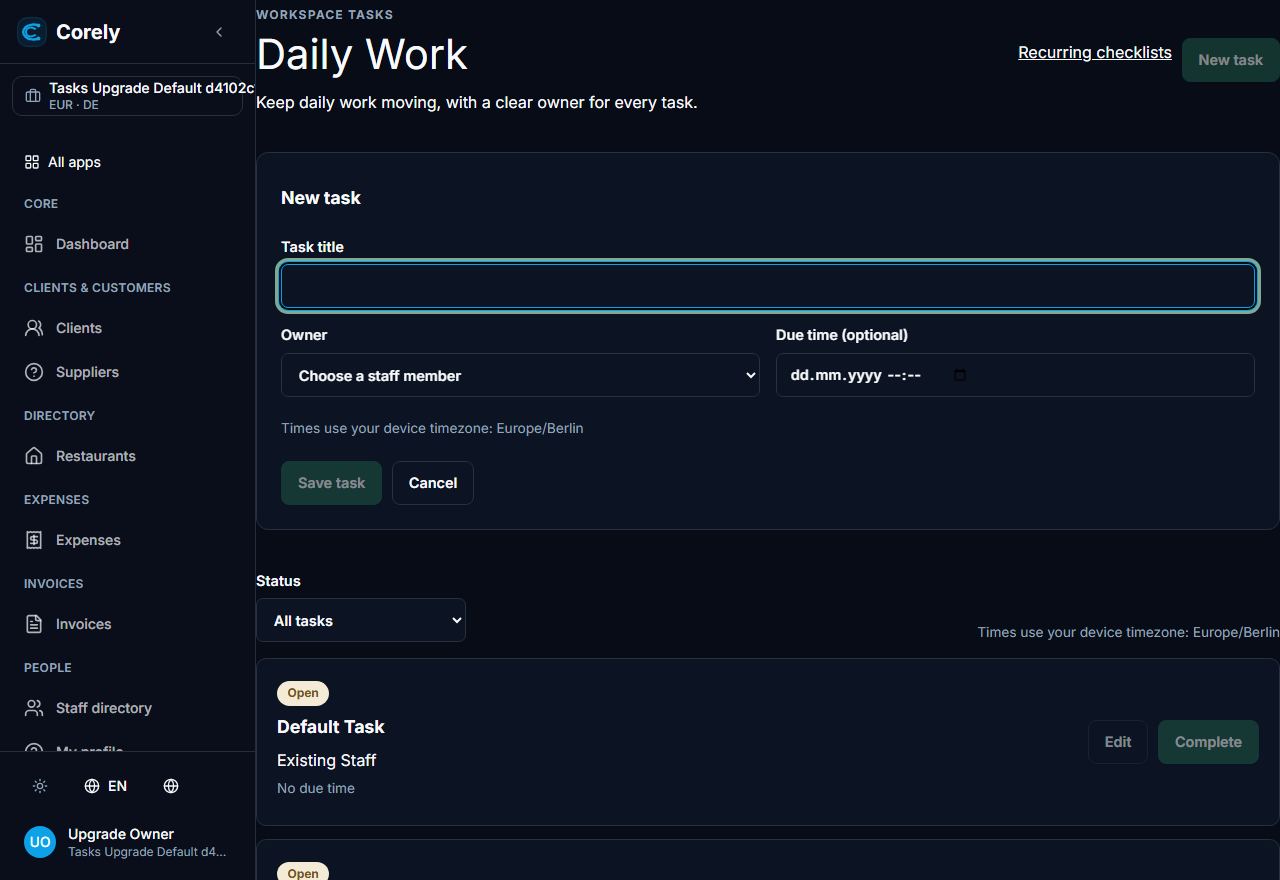 Corely
Tasks Upgrade Default d4102c
EUR · DE
All apps
CORE
Dashboard
CLIENTS & CUSTOMERS
Clients
Suppliers
DIRECTORY
Restaurants
EXPENSES
Expenses
INVOICES
Invoices
PEOPLE
Staff directory
My profile
EN
UO
Upgrade Owner
Tasks Upgrade Default d4...
WORKSPACE TASKS
Daily Work
Recurring checklists
New task
Keep daily work moving, with a clear owner for every task.
New task
Task title
Owner
Due time (optional)
Choose a staff member
dd.mm.yyyy --:--
Times use your device timezone: Europe/Berlin
Save task
Cancel
Status
All tasks
Times use your device timezone: Europe/Berlin
Open
Default Task
Existing Staff
No due time
Edit
Complete
Open